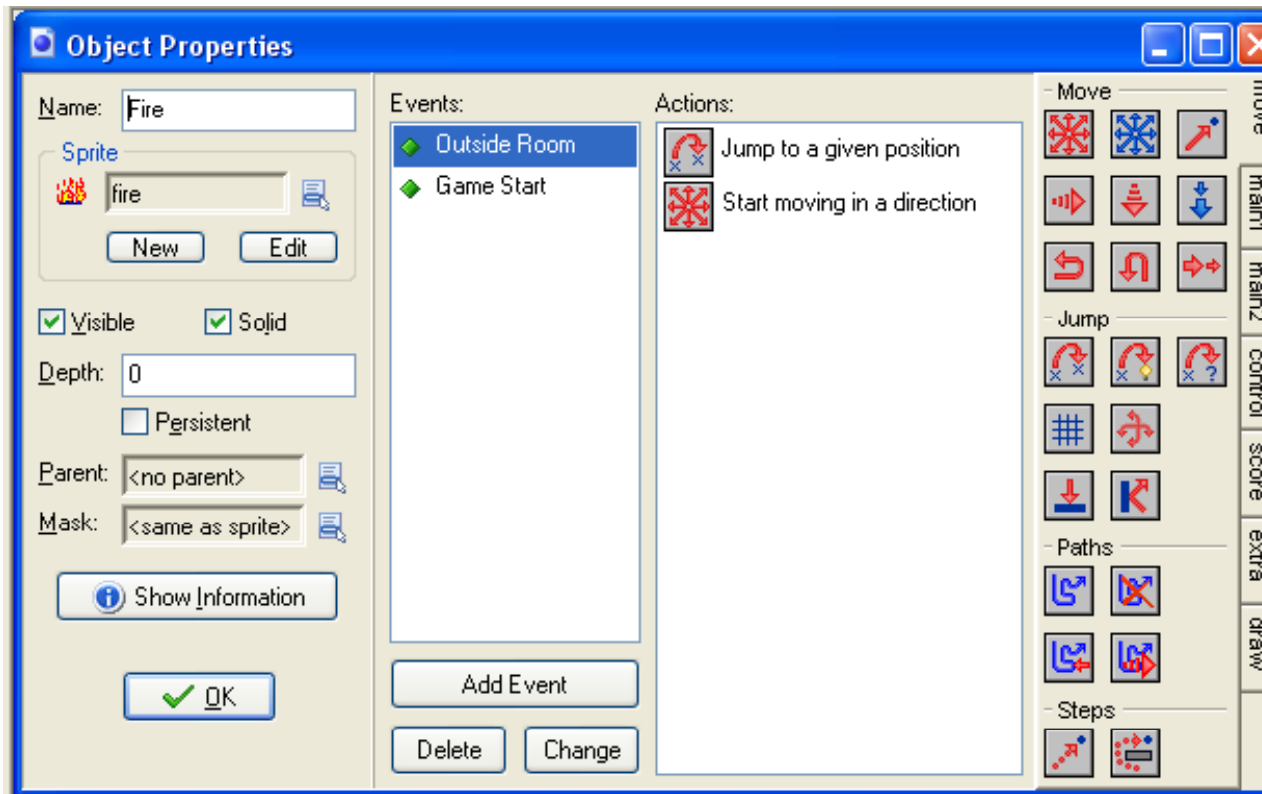 Object Properties
Name: Fire
Sprite
fire
New Edit
Visible Solid
Depth: 0
Persistent
Parent: <no parent>
Mask: <same as sprite>
Show Information
OK
Events:
Outside Room
Game Start
Add Event
Delete Change
Actions:
Jump to a given position
Start moving in a direction
Move
Jump
Paths
Steps
move
main1
main2
control
score
extra
draw